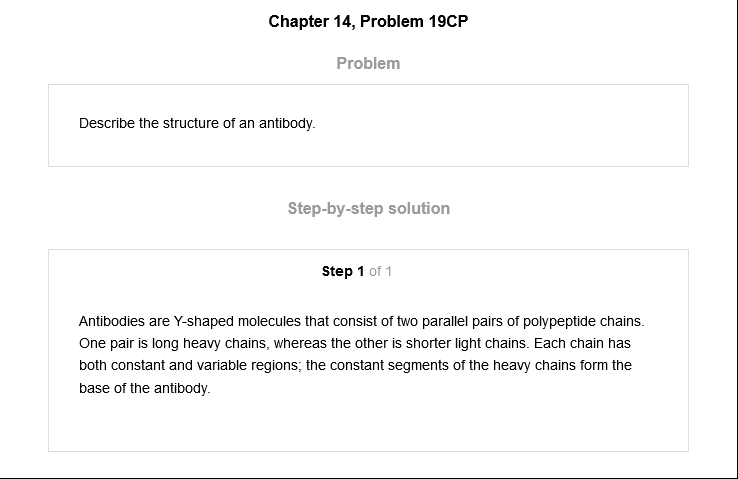 Chapter 14, Problem 19CP
Problem
Describe the structure of an antibody.
Step-by-step solution
Step 1 of 1
Antibodies are Y-shaped molecules that consist of two parallel pairs of polypeptide chains.
One pair is long heavy chains, whereas the other is shorter light chains. Each chain has
both constant and variable regions; the constant segments of the heavy chains form the
base of the antibody.